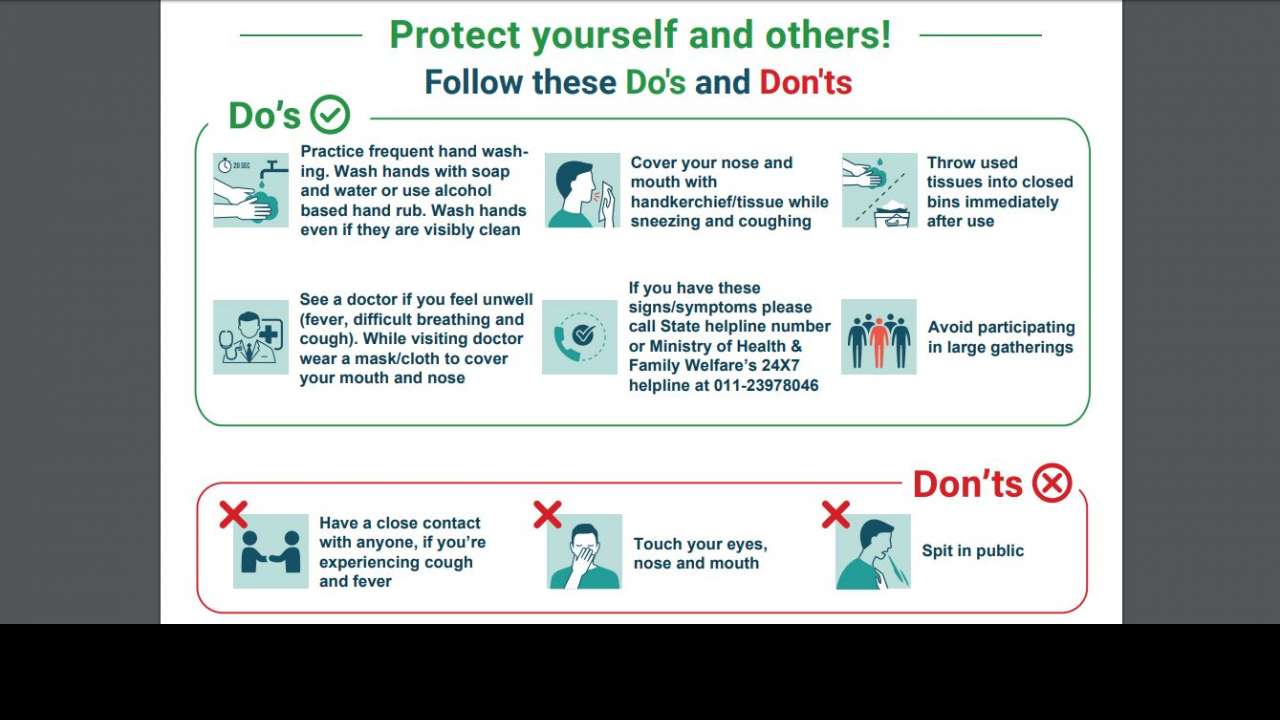 Protect yourself and others!
Follow these Do's and Don'ts
Do's
20 SEC
Practice frequent hand wash-
ing. Wash hands with soap
and water or use alcohol
based hand rub. Wash hands
even if they are visibly clean
Cover your nose and
mouth with
handkerchief/tissue while
sneezing and coughing
Throw used
tissues into closed
bins immediately
after use
See a doctor if you feel unwell
(fever, difficult breathing and
cough). While visiting doctor
wear a mask/cloth to cover
your mouth and nose
If you have these
signs/symptoms please
call State helpline number
or Ministry of Health &
Family Welfare's 24X7
helpline at 011-23978046
Avoid participating
in large gatherings
Don'ts
Have a close contact
with anyone, if you're
experiencing cough
and fever
Touch your eyes,
nose and mouth
Spit in public